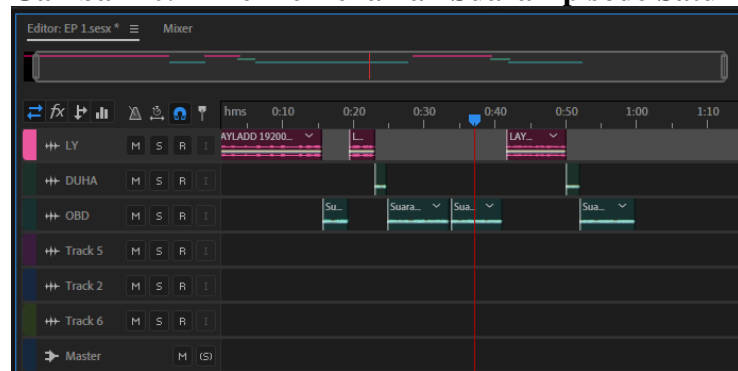 Editor: EP 1.sesx * ≡ Mixer
fx hms 0:10 0:20 0:30 0:40 0:50 1:00 1:10
LY M S R I AYLADD 19200... L... LAY...
DUHA M S R I
OBD M S R I Su... Suara... Sua... Sua...
Track 5 M S R I
Track 2 M S R I
Track 6 M S R I
Master M (S)